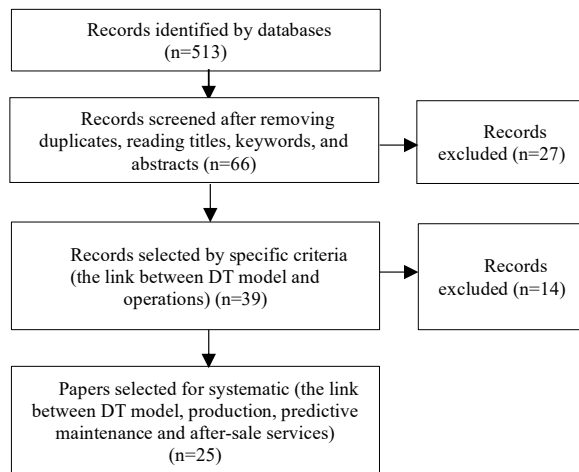 Records identified by databases
(n=513)
Records screened after removing
duplicates, reading titles, keywords, and
abstracts (n=66)
Records
excluded (n=27)
Records selected by specific criteria
(the link between DT model and
operations) (n=39)
Records
excluded (n=14)
Papers selected for systematic (the link
between DT model, production, predictive
maintenance and after-sale services)
(n=25)